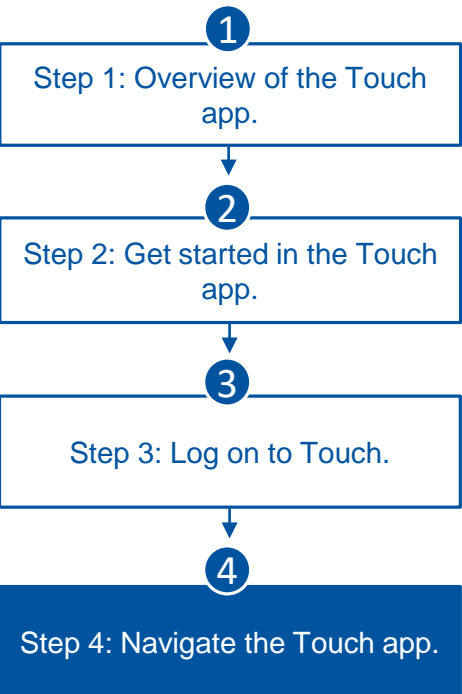 1
Step 1: Overview of the Touch
app.
2
Step 2: Get started in the Touch
app.
3
Step 3: Log on to Touch.
4
Step 4: Navigate the Touch app.